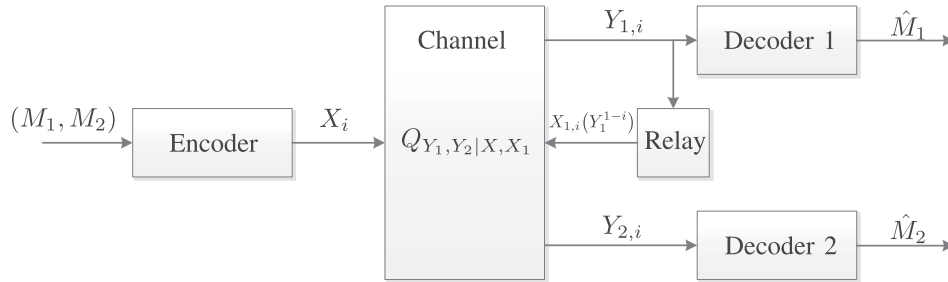 (M_1, M_2)
Encoder
X_i
Channel
Q_{Y_1,Y_2|X,X_1}
Y_{1,i}
Decoder 1
\hat{M}_1
X_{1,i}(Y_1^{1-i})
Relay
Y_{2,i}
Decoder 2
\hat{M}_2